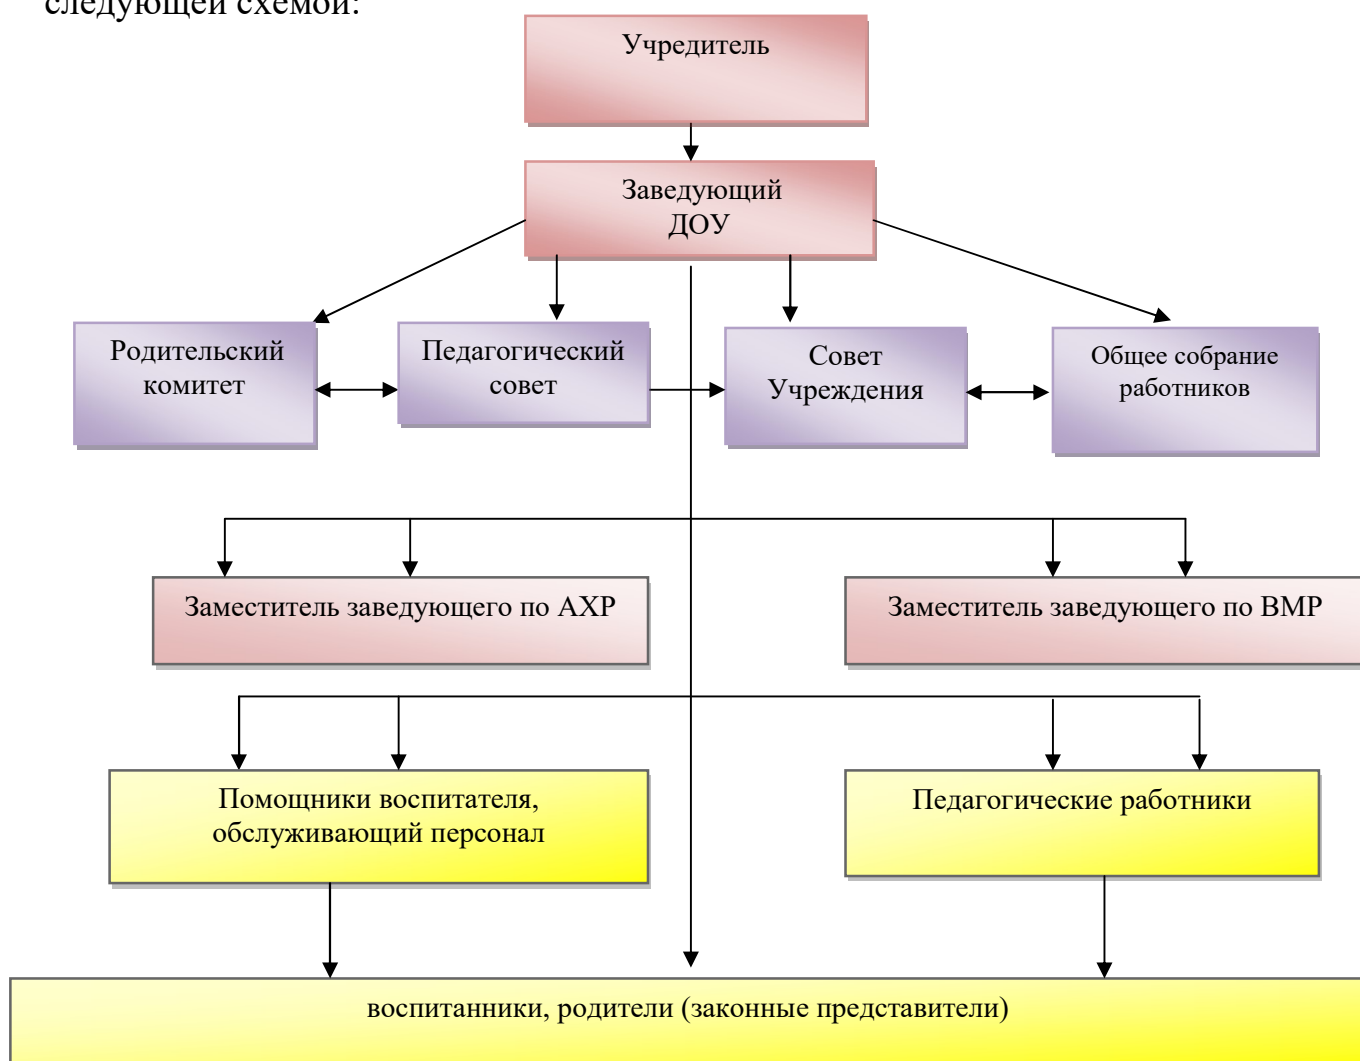 следующей схемой:
Учредитель
Заведующий
ДОУ
Родительский
комитет
Педагогический
совет
Совет
Учреждения
Общее собрание
работников
Заместитель заведующего по АХР
Заместитель заведующего по ВМР
Помощники воспитателя,
обслуживающий персонал
Педагогические работники
воспитанники, родители (законные представители)